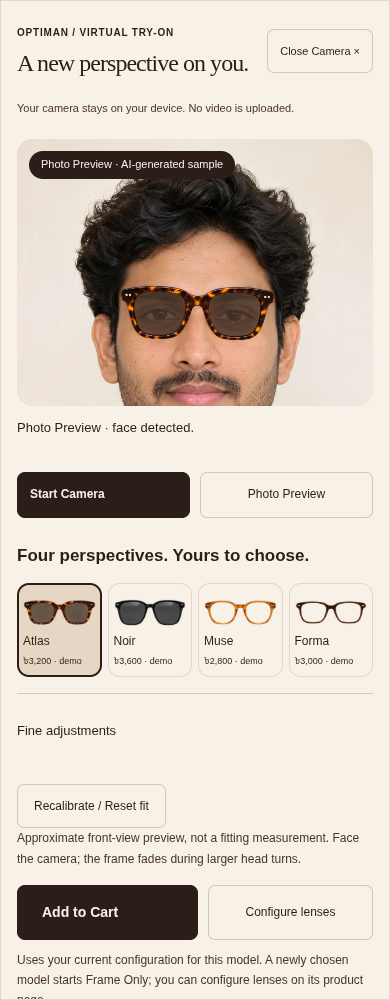 OPTIMAN / VIRTUAL TRY-ON
A new perspective on you.
Close Camera ×
Your camera stays on your device. No video is uploaded.
Photo Preview · AI-generated sample
Photo Preview · face detected.
Start Camera
Photo Preview
Four perspectives. Yours to choose.
Atlas
৳3,200 · demo
Noir
৳3,600 · demo
Muse
৳2,800 · demo
Forma
৳3,000 · demo
Fine adjustments
Recalibrate / Reset fit
Approximate front-view preview, not a fitting measurement. Face
the camera; the frame fades during larger head turns.
Add to Cart
Configure lenses
Uses your current configuration for this model. A newly chosen
model starts Frame Only; you can configure lenses on its product
page.